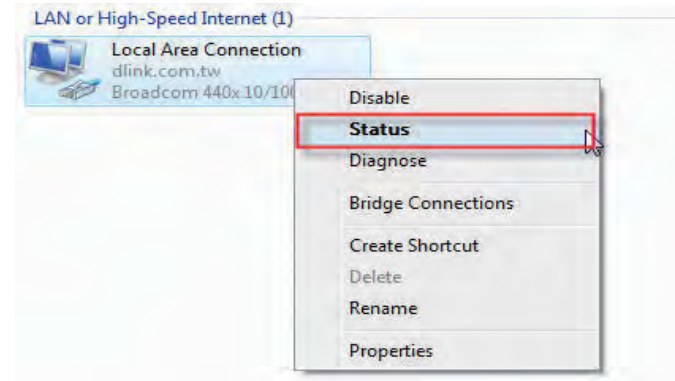 LAN or High-Speed Internet (1)
Local Area Connection
dlink.com.tw
Broadcom 440x 10/10
Disable
Status
Diagnose
Bridge Connections
Create Shortcut
Delete
Rename
Properties